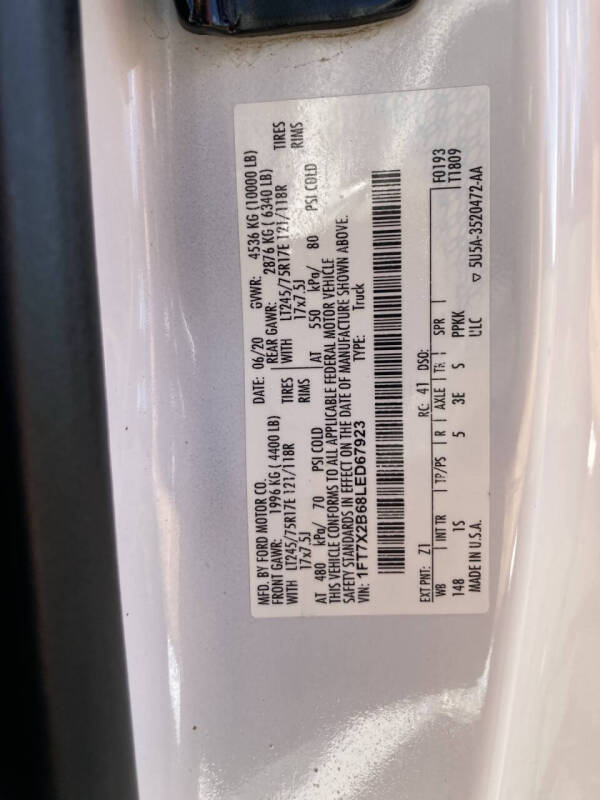 MFD. BY FORD MOTOR CO. DATE: 06/20 GVWR: 4536 KG (10000 LB)
FRONT GAWR: 1996 KG ( 4400 LB) REAR GAWR: 2876 KG ( 6340 LB)
WITH LT245/75R17E 121/118R TIRES WITH LT245/75R17E 121/118R TIRES
17x7.5J RIMS 17x7.5J RIMS
AT 480 kPa/ 70 PSI COLD AT 550 kPa/ 80 PSI COLD
THIS VEHICLE CONFORMS TO ALL APPLICABLE FEDERAL MOTOR VEHICLE
SAFETY STANDARDS IN EFFECT ON THE DATE OF MANUFACTURE SHOWN ABOVE.
VIN: 1FT7X2B68LED67923 TYPE: Truck
F0193
T1809
EXT PNT: Z1 RC: 41 DSO:
WB INT TR TP/PS R AXLE TR SPR
148 1S 5 3E S PPKK
MADE IN U.S.A. ULC
▽ 5U5A-3520472-AA